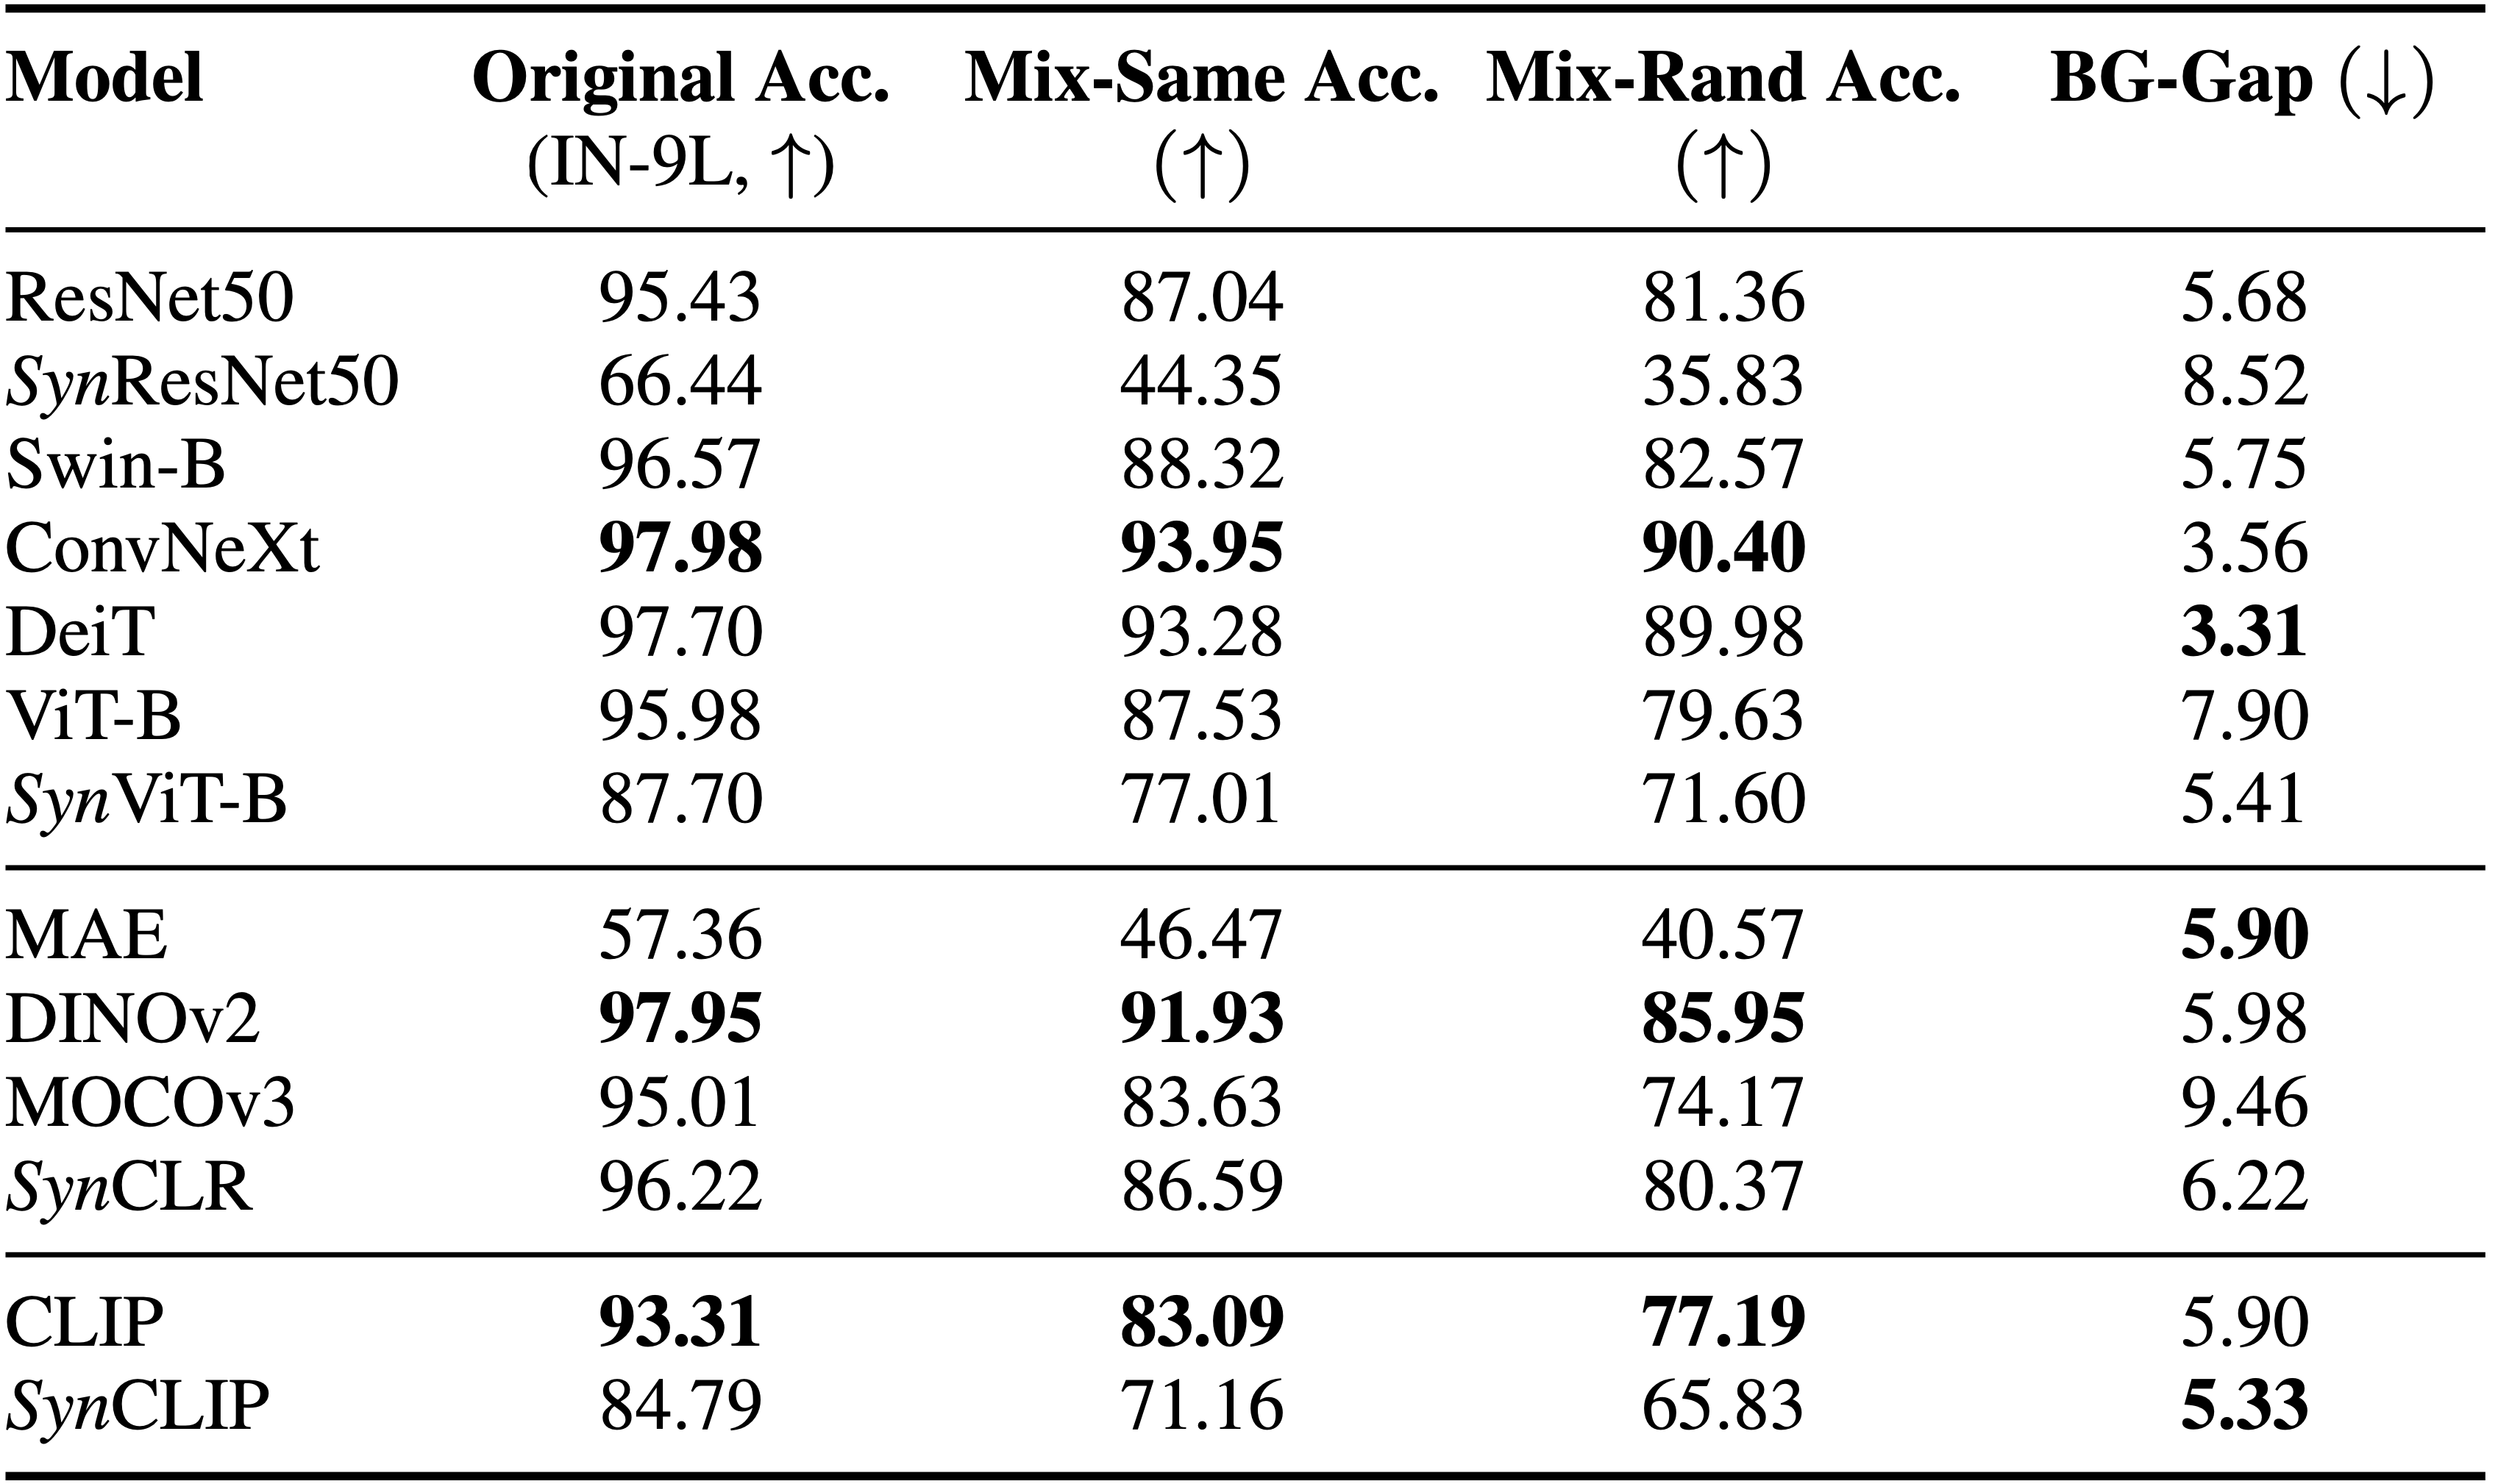 Model Original Acc. Mix-Same Acc. Mix-Rand Acc. BG-Gap (↓)
(IN-9L, ↑) (↑) (↑)
ResNet50 95.43 87.04 81.36 5.68
SynResNet50 66.44 44.35 35.83 8.52
Swin-B 96.57 88.32 82.57 5.75
ConvNeXt 97.98 93.95 90.40 3.56
DeiT 97.70 93.28 89.98 3.31
ViT-B 95.98 87.53 79.63 7.90
SynViT-B 87.70 77.01 71.60 5.41
MAE 57.36 46.47 40.57 5.90
DINOv2 97.95 91.93 85.95 5.98
MOCOv3 95.01 83.63 74.17 9.46
SynCLR 96.22 86.59 80.37 6.22
CLIP 93.31 83.09 77.19 5.90
SynCLIP 84.79 71.16 65.83 5.33